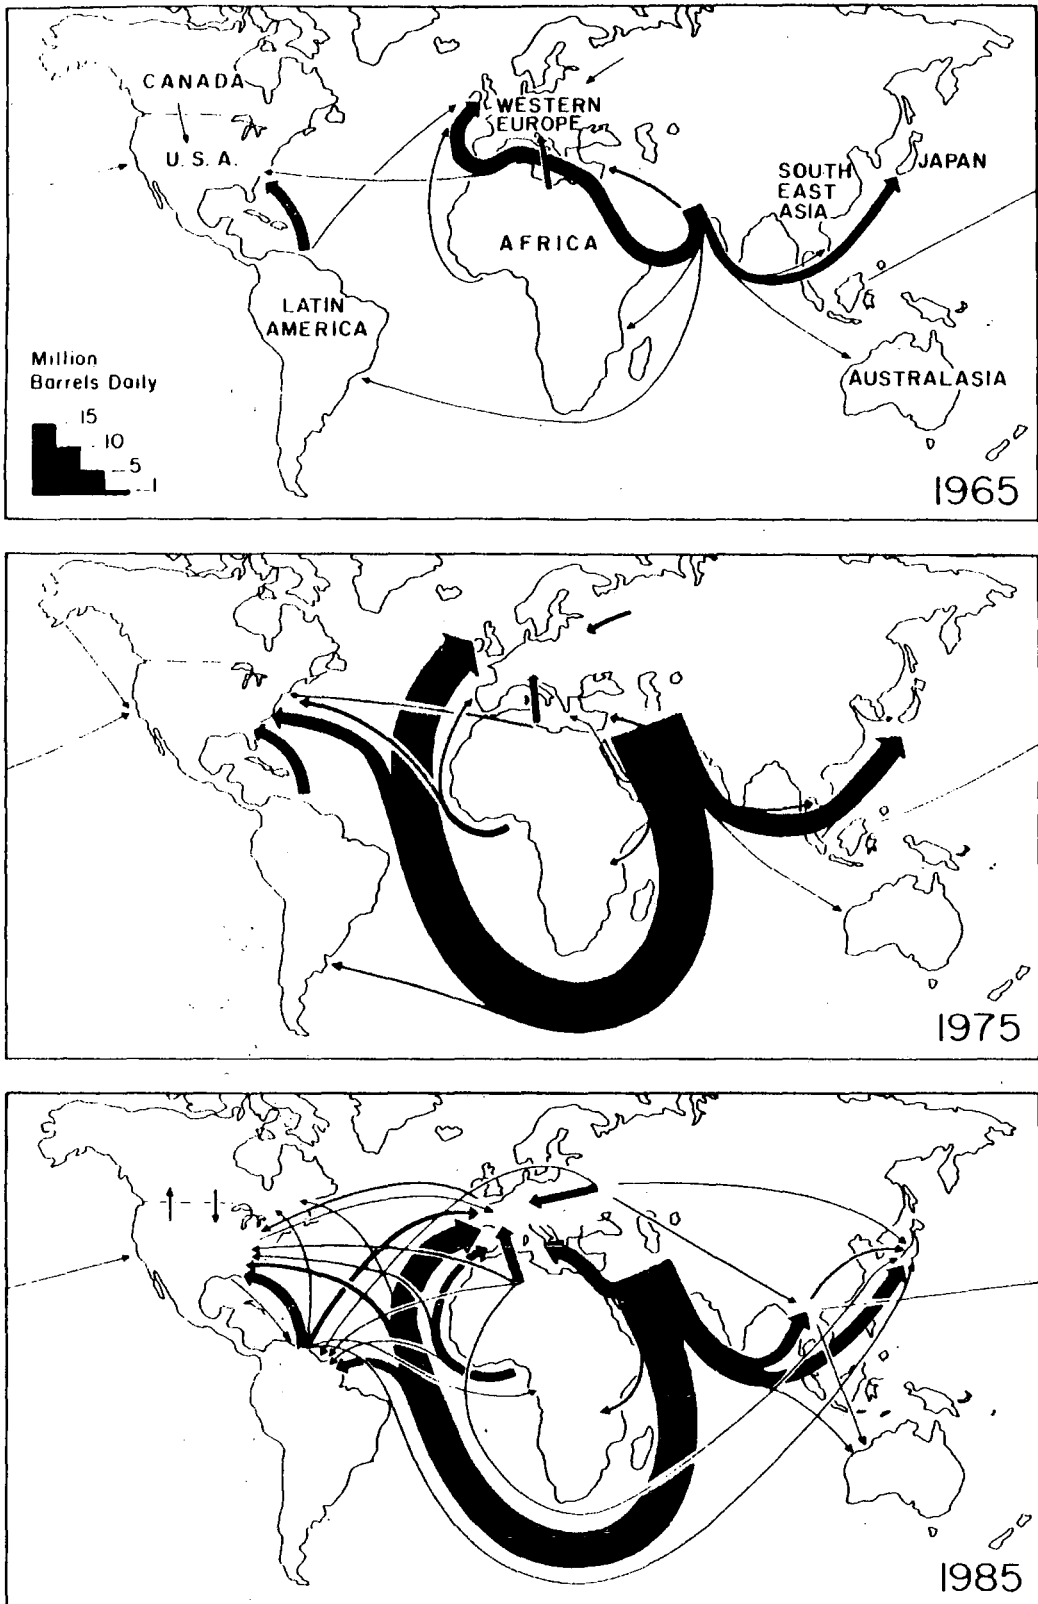 CANADA
U.S.A.
WESTERN
EUROPE
JAPAN
SOUTH
EAST
ASIA
AFRICA
LATIN
AMERICA
AUSTRALASIA
Million
Barrels Daily
15
10
5
1
1965
1975
1985